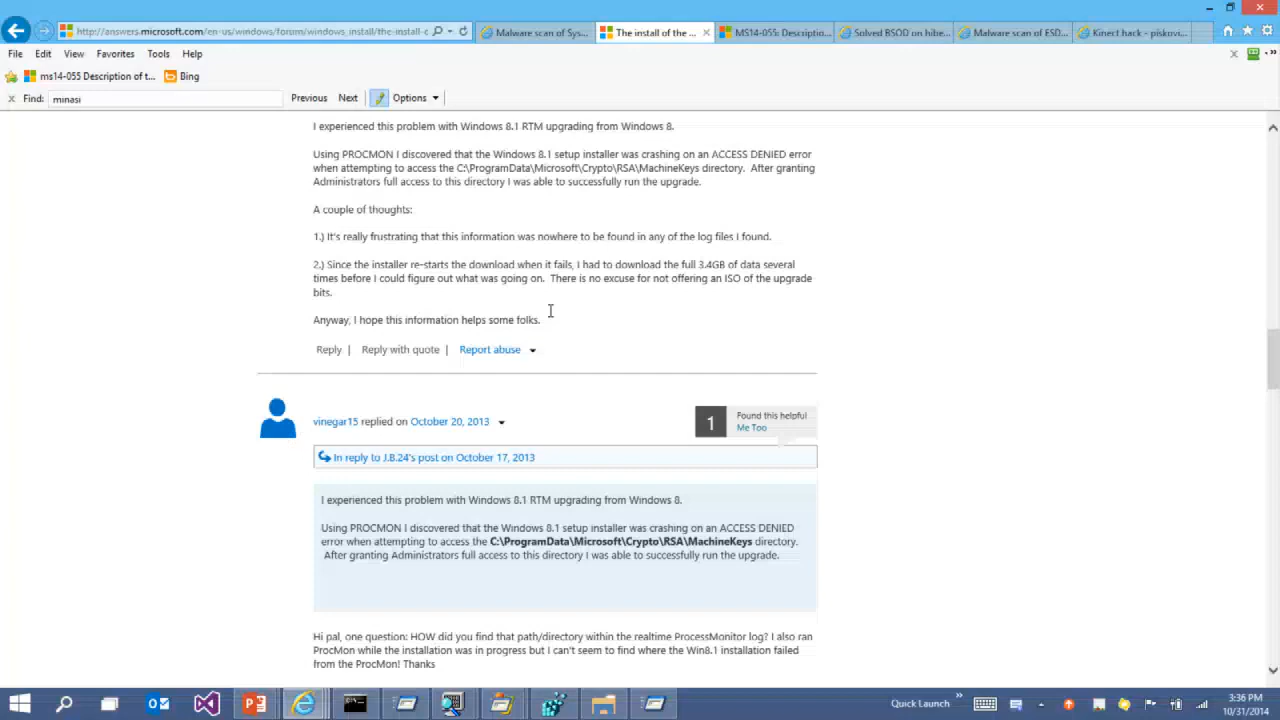 http://answers.microsoft.com/en-us/windows/forum/windows_install/the-install-c
Malware scan of Sys...
The install of the ...
MS14-055: Descriptio...
Solved BSOD on hibe...
Malware scan of ESD...
Kinect hack - piskovi...
File Edit View Favorites Tools Help
ms14-055 Description of t...
Bing
Find: minasi
Previous Next Options
I experienced this problem with Windows 8.1 RTM upgrading from Windows 8.
Using PROCMON I discovered that the Windows 8.1 setup installer was crashing on an ACCESS DENIED error
when attempting to access the C:\ProgramData\Microsoft\Crypto\RSA\MachineKeys directory. After granting
Administrators full access to this directory I was able to successfully run the upgrade.
A couple of thoughts:
1.) It's really frustrating that this information was nowhere to be found in any of the log files I found.
2.) Since the installer re-starts the download when it fails, I had to download the full 3.4GB of data several
times before I could figure out what was going on. There is no excuse for not offering an ISO of the upgrade
bits.
Anyway, I hope this information helps some folks.
Reply | Reply with quote | Report abuse
vinegar15 replied on October 20, 2013
1
Found this helpful
Me Too
In reply to J.B.24's post on October 17, 2013
I experienced this problem with Windows 8.1 RTM upgrading from Windows 8.
Using PROCMON I discovered that the Windows 8.1 setup installer was crashing on an ACCESS DENIED
error when attempting to access the C:\ProgramData\Microsoft\Crypto\RSA\MachineKeys directory.
After granting Administrators full access to this directory I was able to successfully run the upgrade.
Hi pal, one question: HOW did you find that path/directory within the realtime ProcessMonitor log? I also ran
ProcMon while the installation was in progress but I can't seem to find where the Win8.1 installation failed
from the ProcMon! Thanks
Quick Launch
3:36 PM
10/31/2014